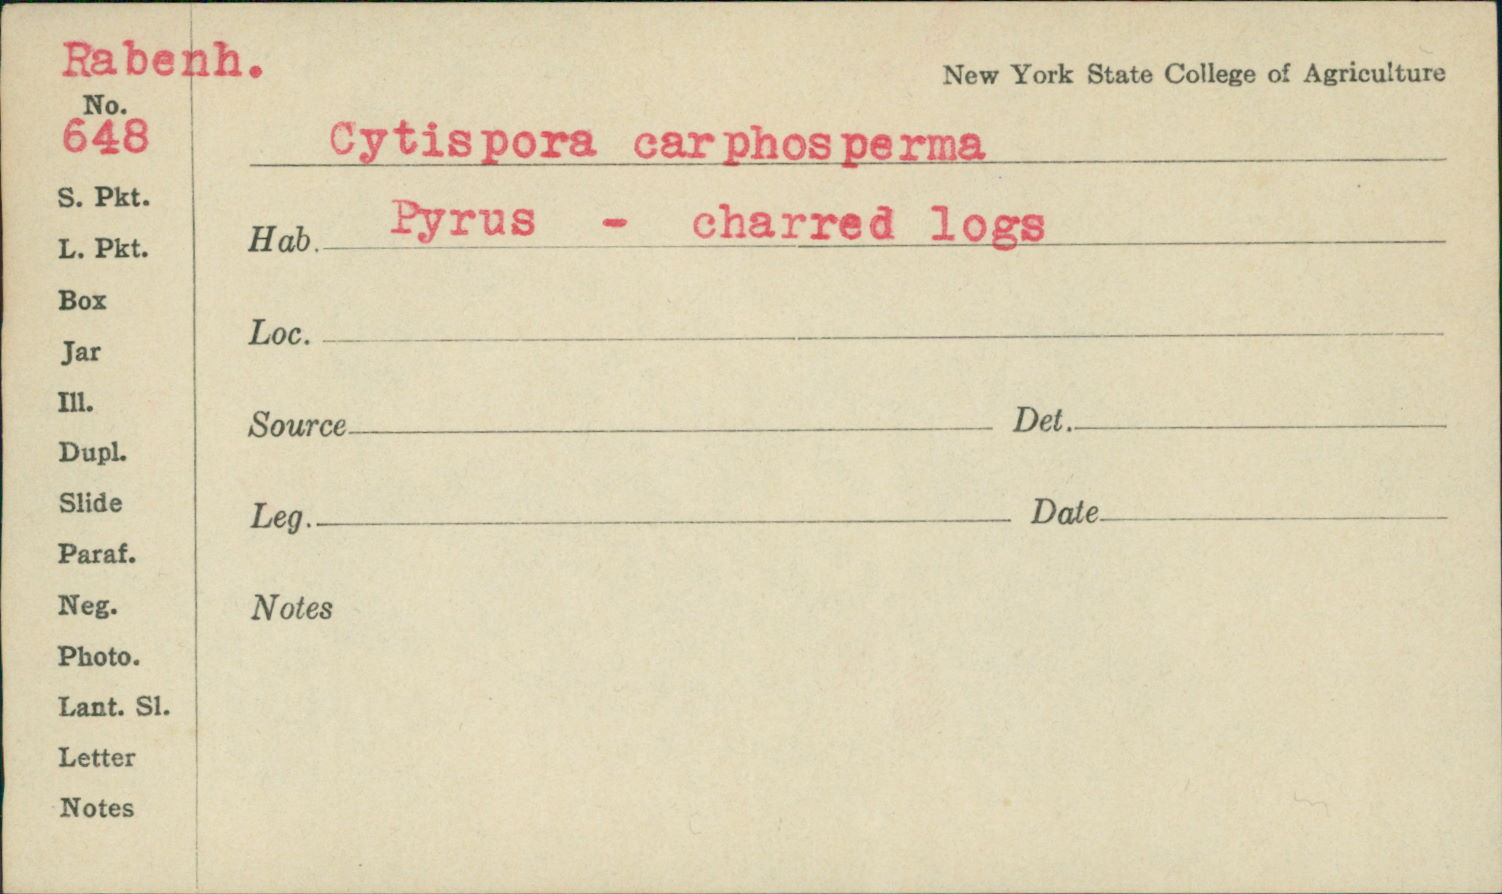 Rabenh.
New York State College of Agriculture
No.
648
Cytispora carphosperma
S. Pkt.
Hab. Pyrus - charred logs
L. Pkt.
Box
Loc.
Jar
Ill.
Source Det.
Dupl.
Slide
Leg. Date
Paraf.
Neg.
Notes
Photo.
Lant. Sl.
Letter
Notes